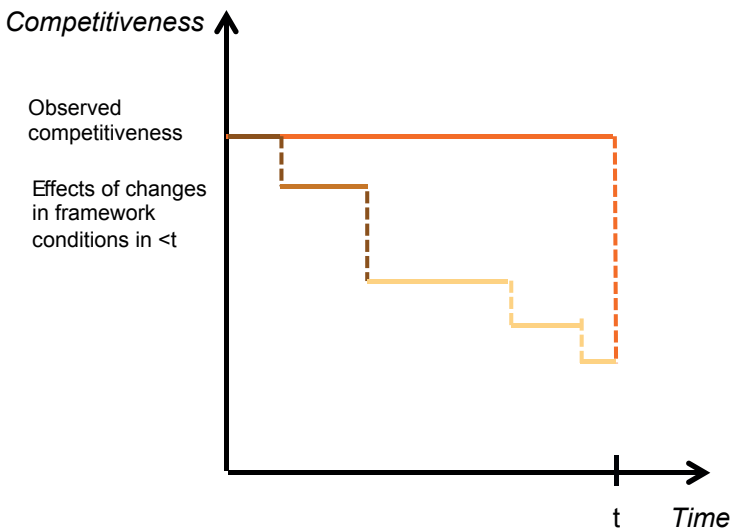 Competitiveness
Observed
competitiveness
Effects of changes
in framework
conditions in <t
t
Time